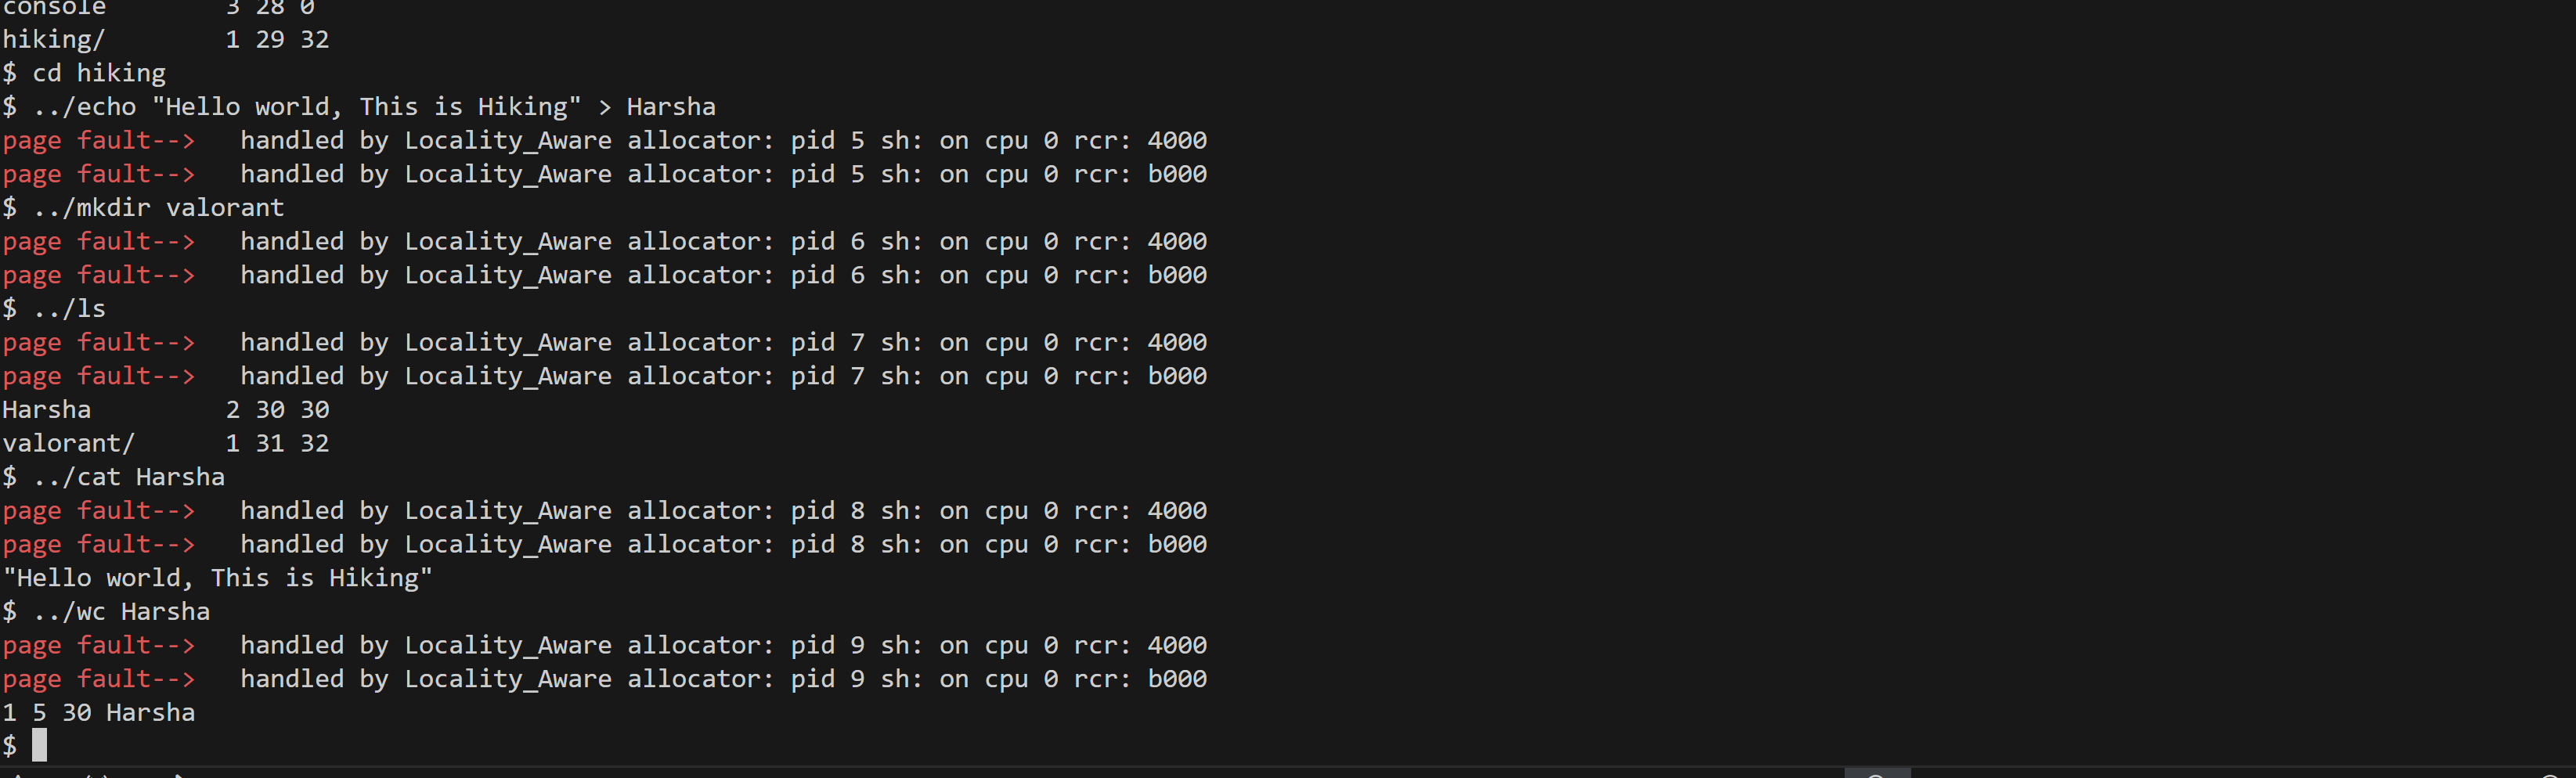 console        3 28 0
hiking/        1 29 32
$ cd hiking
$ ../echo "Hello world, This is Hiking" > Harsha
page fault-->   handled by Locality_Aware allocator: pid 5 sh: on cpu 0 rcr: 4000
page fault-->   handled by Locality_Aware allocator: pid 5 sh: on cpu 0 rcr: b000
$ ../mkdir valorant
page fault-->   handled by Locality_Aware allocator: pid 6 sh: on cpu 0 rcr: 4000
page fault-->   handled by Locality_Aware allocator: pid 6 sh: on cpu 0 rcr: b000
$ ../ls
page fault-->   handled by Locality_Aware allocator: pid 7 sh: on cpu 0 rcr: 4000
page fault-->   handled by Locality_Aware allocator: pid 7 sh: on cpu 0 rcr: b000
Harsha         2 30 30
valorant/      1 31 32
$ ../cat Harsha
page fault-->   handled by Locality_Aware allocator: pid 8 sh: on cpu 0 rcr: 4000
page fault-->   handled by Locality_Aware allocator: pid 8 sh: on cpu 0 rcr: b000
"Hello world, This is Hiking"
$ ../wc Harsha
page fault-->   handled by Locality_Aware allocator: pid 9 sh: on cpu 0 rcr: 4000
page fault-->   handled by Locality_Aware allocator: pid 9 sh: on cpu 0 rcr: b000
1 5 30 Harsha
$